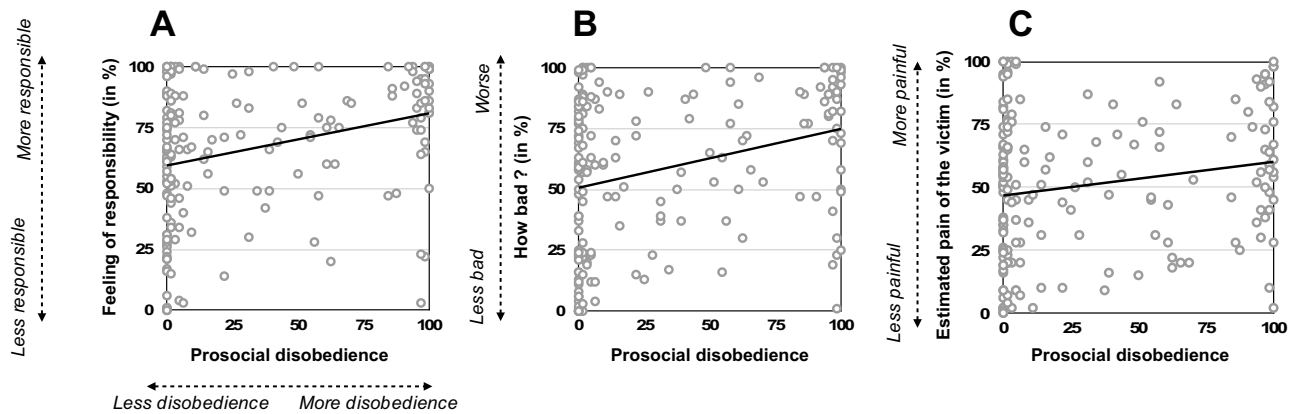 A
More responsible
Less responsible
Feeling of responsibility (in %)
100
75
50
25
0
0 25 50 75 100
Prosocial disobedience
Less disobedience More disobedience
B
Worse
Less bad
How bad ? (in %)
100
75
50
25
0
0 25 50 75 100
Prosocial disobedience
C
More painful
Less painful
Estimated pain of the victim (in %)
100
75
50
25
0
0 25 50 75 100
Prosocial disobedience